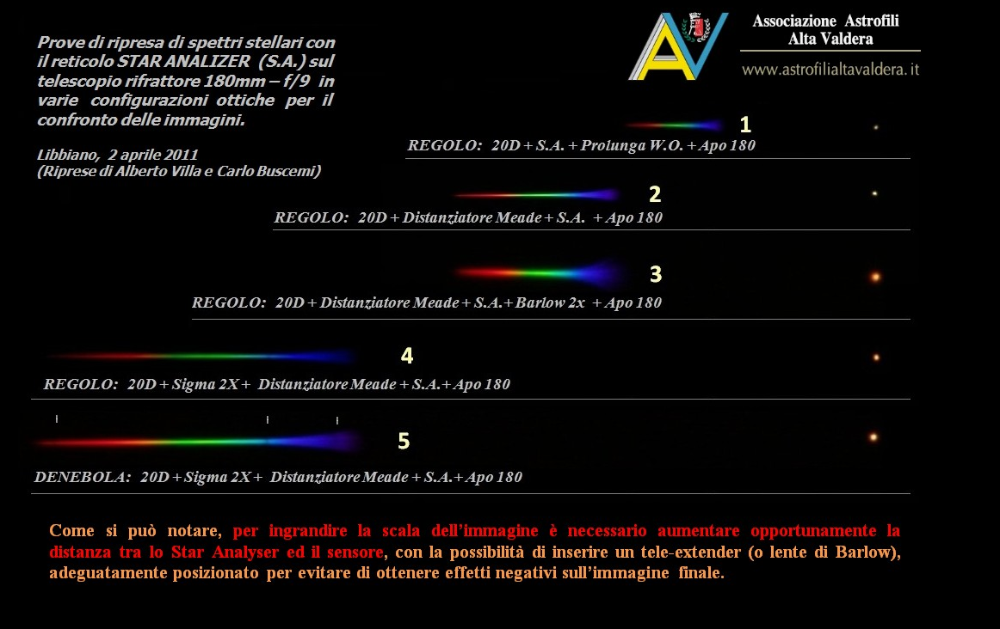 Prove di ripresa di spettri stellari con
il reticolo STAR ANALIZER (S.A.) sul
telescopio rifrattore 180mm – f/9 in
varie configurazioni ottiche per il
confronto delle immagini.
Libbiano, 2 aprile 2011
(Riprese di Alberto Villa e Carlo Buscemi)
AV
Associazione Astrofili
Alta Valdera
www.astrofilialtavaldera.it
1
REGOLO: 20D + S.A. + Prolunga W.O. + Apo 180
2
REGOLO: 20D + Distanziatore Meade + S.A. + Apo 180
3
REGOLO: 20D + Distanziatore Meade + S.A.+ Barlow 2x + Apo 180
4
REGOLO: 20D + Sigma 2X + Distanziatore Meade + S.A.+ Apo 180
5
DENEBOLA: 20D + Sigma 2X + Distanziatore Meade + S.A.+ Apo 180
Come si può notare, per ingrandire la scala dell'immagine è necessario aumentare opportunamente la
distanza tra lo Star Analyser ed il sensore, con la possibilità di inserire un tele-extender (o lente di Barlow),
adeguatamente posizionato per evitare di ottenere effetti negativi sull'immagine finale.